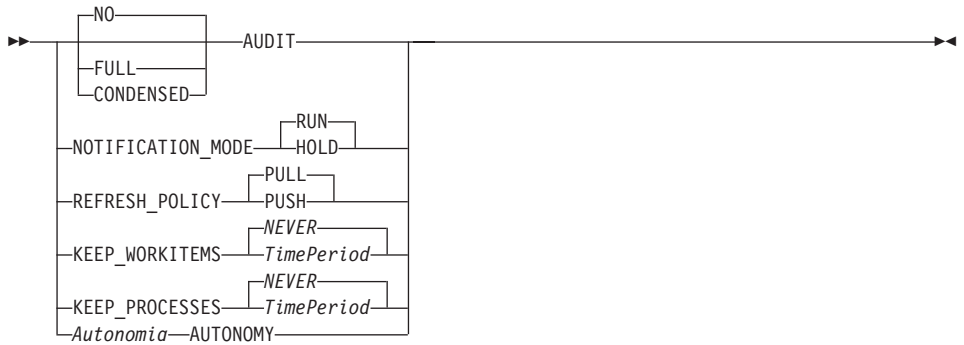 NO
AUDIT
FULL
CONDENSED
RUN
NOTIFICATION_MODE HOLD
PULL
REFRESH_POLICY PUSH
NEVER
KEEP_WORKITEMS TimePeriod
NEVER
KEEP_PROCESSES TimePeriod
Autonomia AUTONOMY